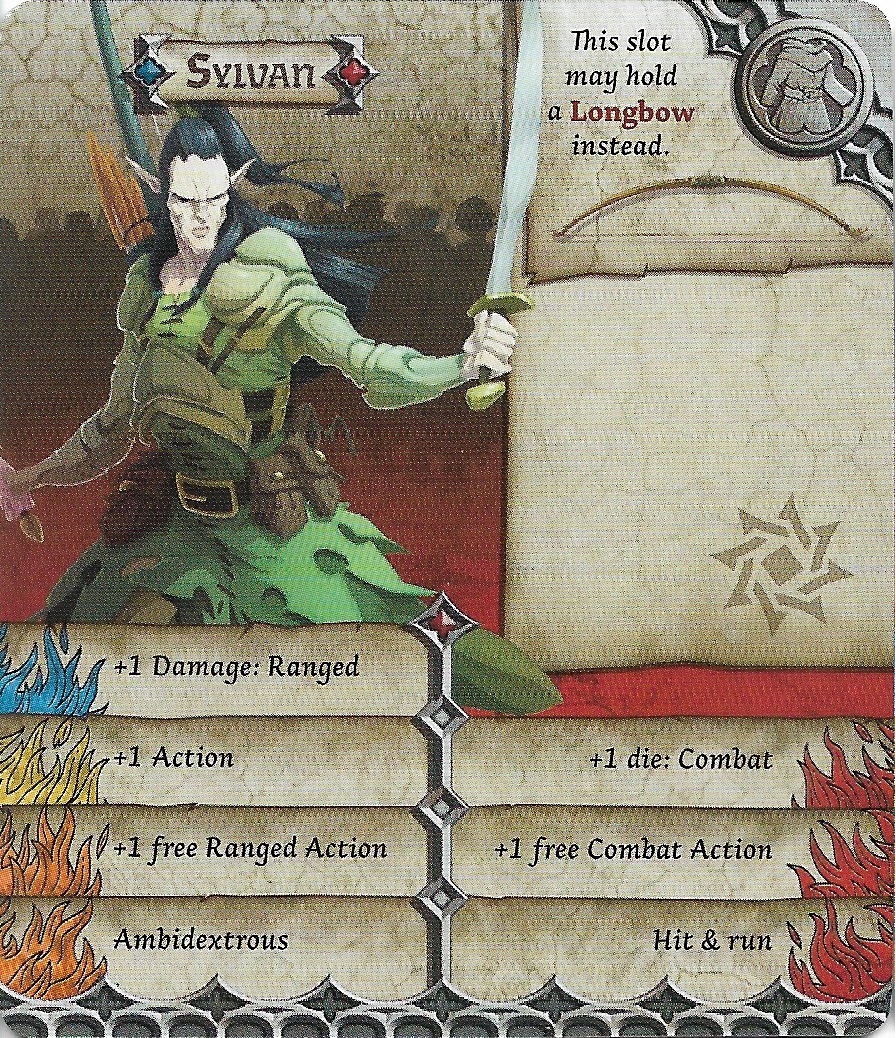 Sylvan
This slot
may hold
a Longbow
instead.
+1 Damage: Ranged
+1 Action
+1 die: Combat
+1 free Ranged Action
+1 free Combat Action
Ambidextrous
Hit & run